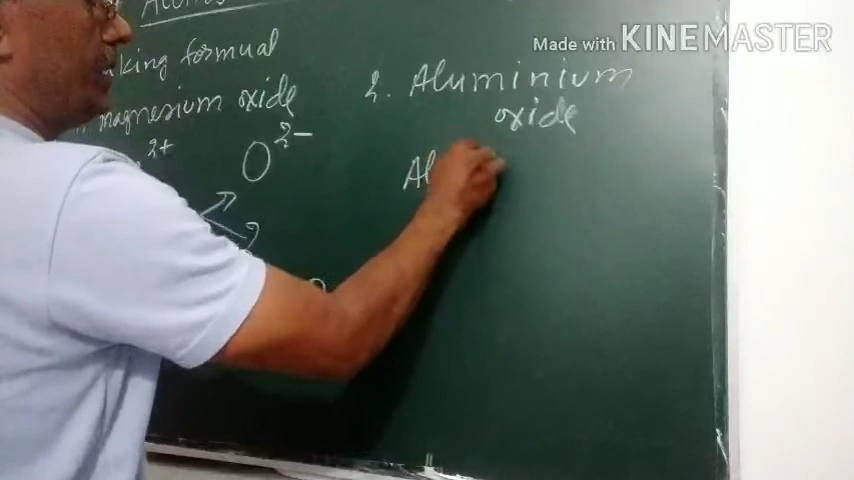 Made with KINEMASTER
king formual
magnesium oxide
2+
O2−
2. Aluminium
oxide
Al